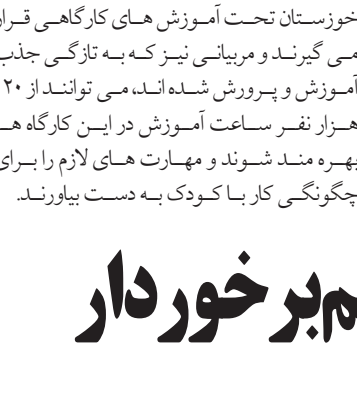 خوزستان تحت آموزش های کارگاهی قرار
می گیرند و مربیانی نیز که به تازگی جذب
آموزش و پرورش شده اند، می توانند از ۲۰
هزار نفر ساعت آموزش در این کارگاه ها
بهره مند شوند و مهارت های لازم را برای
چگونگی کار با کودک به دست بیاورند.
م‌برخوردار